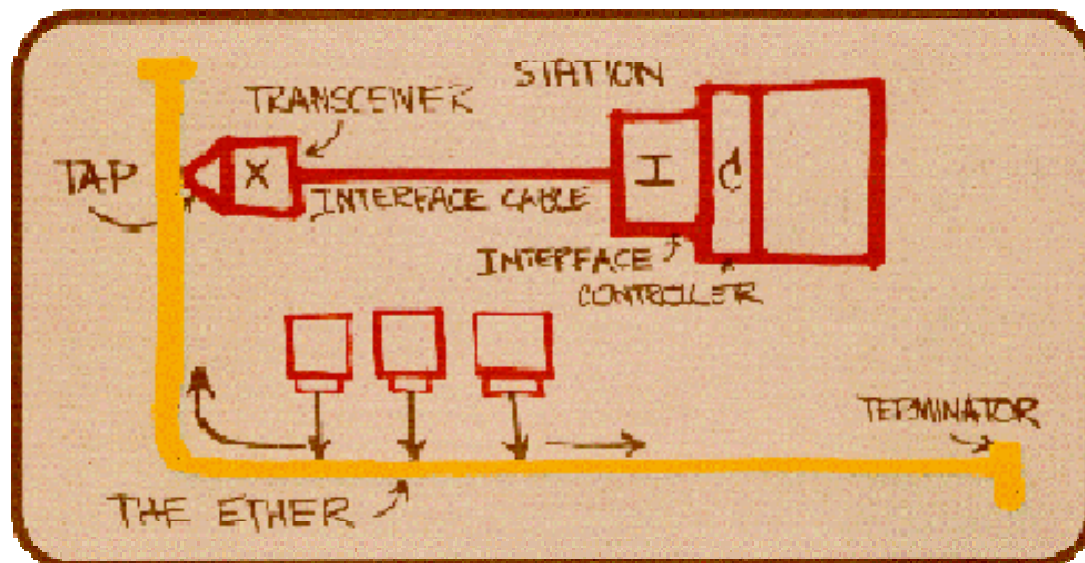 STATION
TRANSCEIVER
TAP
X
I
C
INTERFACE CABLE
INTERFACE
CONTROLLER
TERMINATOR
THE ETHER